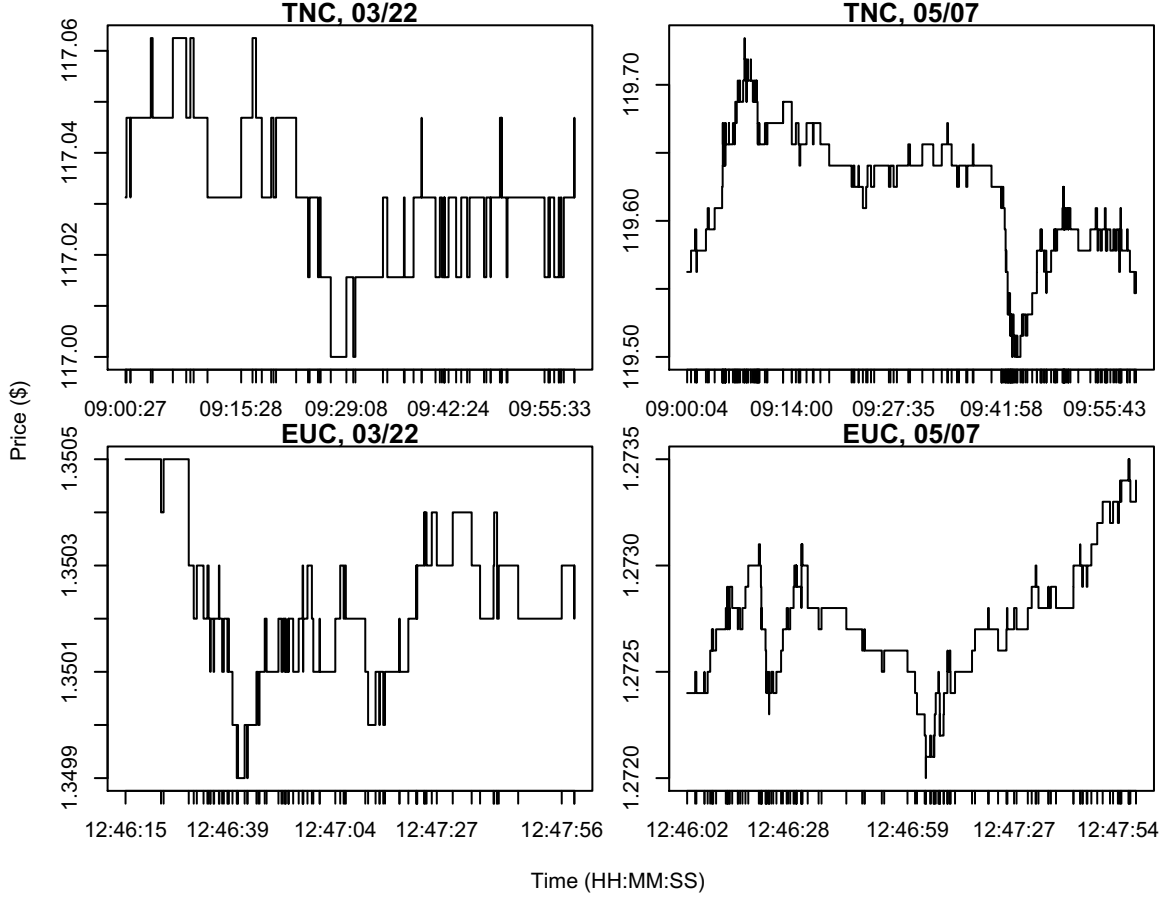 TNC, 03/22
117.06
117.04
117.02
117.00
09:00:27 09:15:28 09:29:08 09:42:24 09:55:33
TNC, 05/07
119.70
119.60
119.50
09:00:04 09:14:00 09:27:35 09:41:58 09:55:43
Price ($)
EUC, 03/22
1.3505
1.3503
1.3501
1.3499
12:46:15 12:46:39 12:47:04 12:47:27 12:47:56
EUC, 05/07
1.2735
1.2730
1.2725
1.2720
12:46:02 12:46:28 12:46:59 12:47:27 12:47:54
Time (HH:MM:SS)